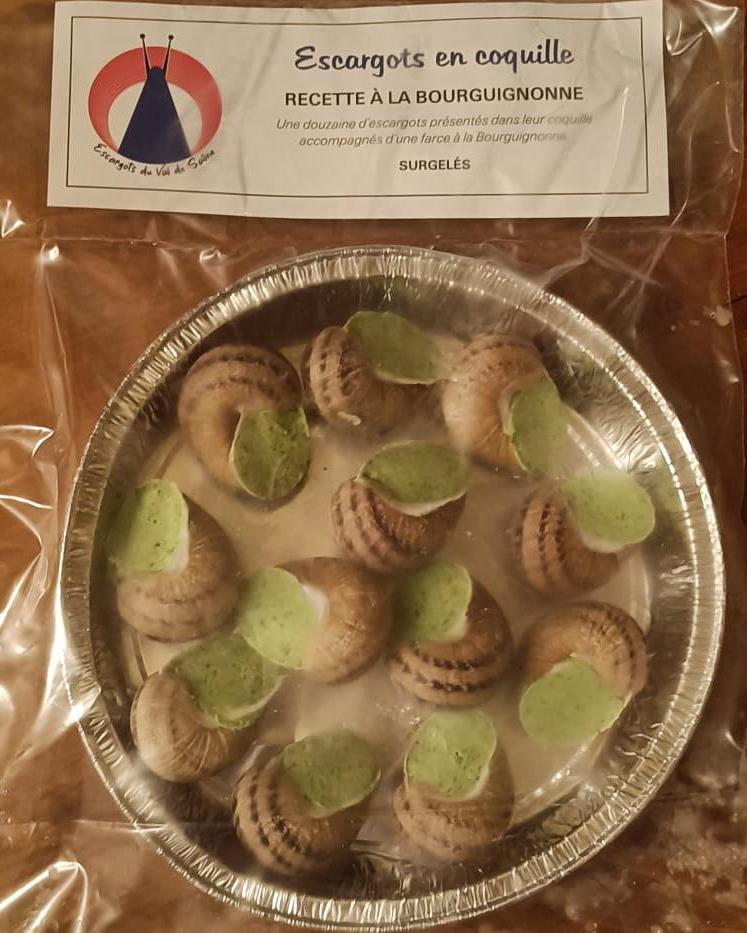 Escargots en coquille
RECETTE À LA BOURGUIGNONNE
Une douzaine d'escargots présentés dans leur coquille
accompagnés d'une farce à la Bourguignonne
SURGELÉS
Escargots du Val de Saône